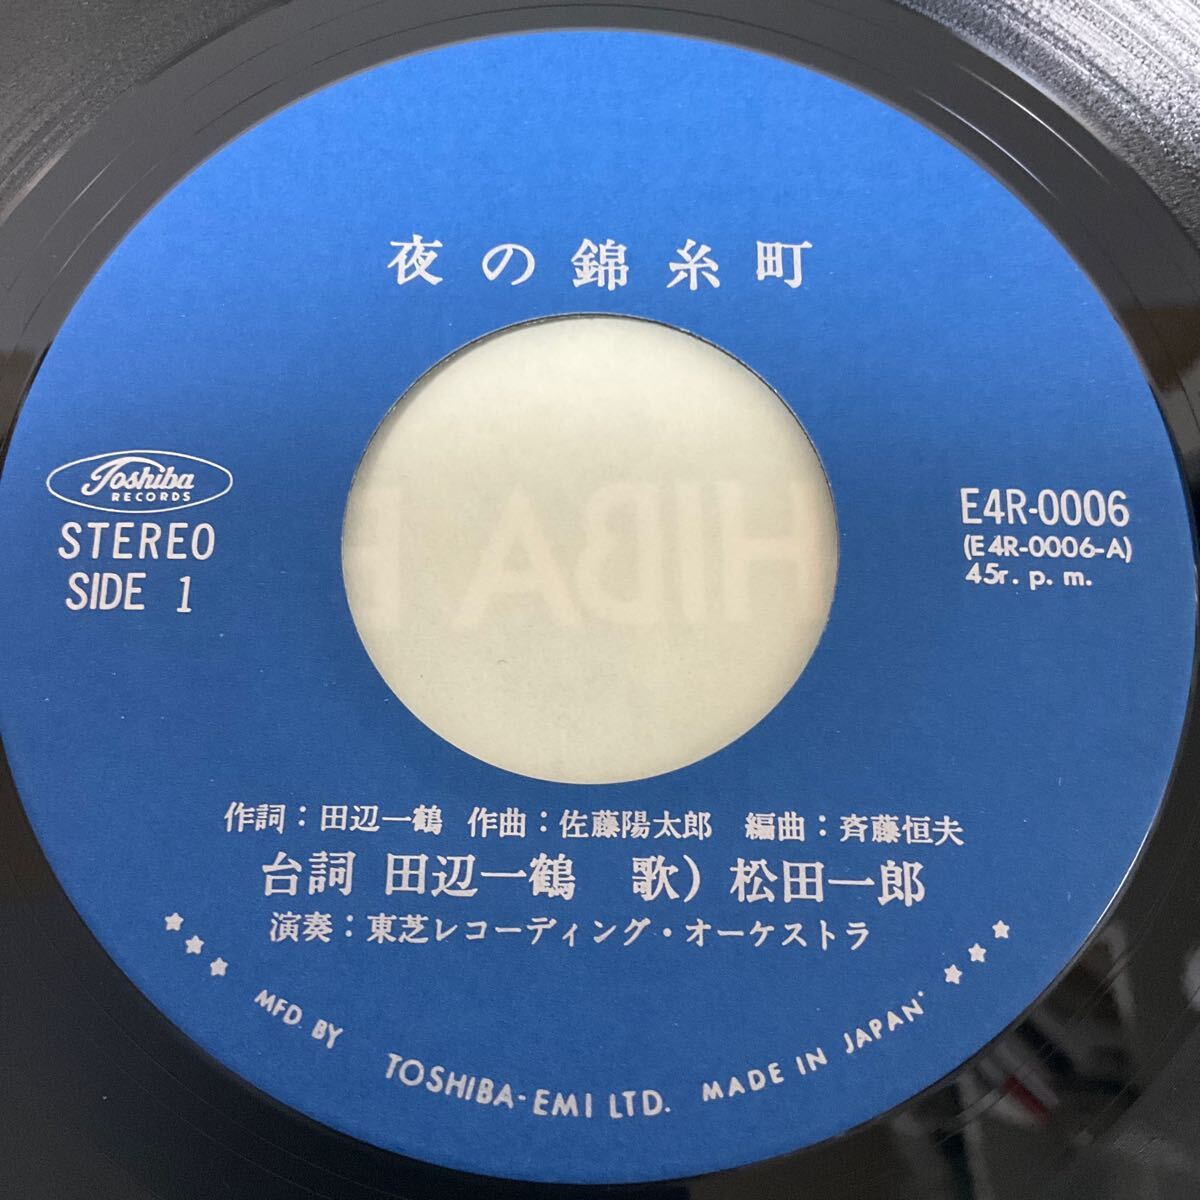 夜の錦糸町
Toshiba
RECORDS
STEREO
SIDE 1
E4R-0006
(E4R-0006-A)
45r.p.m.
HIBA E
作詞：田辺一鶴 作曲：佐藤陽太郎 編曲：斉藤恒夫
台詞 田辺一鶴 歌）松田一郎
演奏：東芝レコーディング・オーケストラ
MFD. BY TOSHIBA-EMI LTD. MADE IN JAPAN